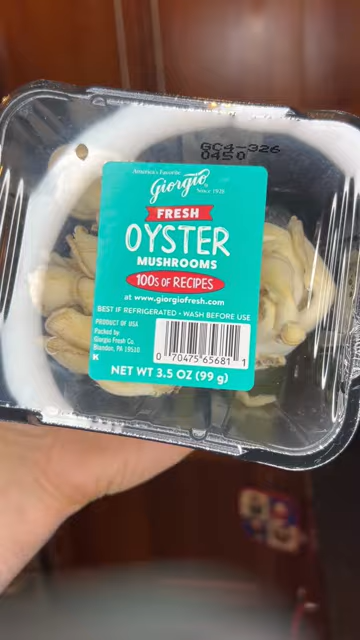 GC4-326
0450
America's Favorite
Giorgio®
Since 1928
FRESH
OYSTER
MUSHROOMS
100s OF RECIPES
at www.giorgiofresh.com
BEST IF REFRIGERATED • WASH BEFORE USE
PRODUCT OF USA
Packed by:
Giorgio Fresh Co.
Blandon, PA 19510
K
0 70475 65681 1
NET WT 3.5 OZ (99 g)